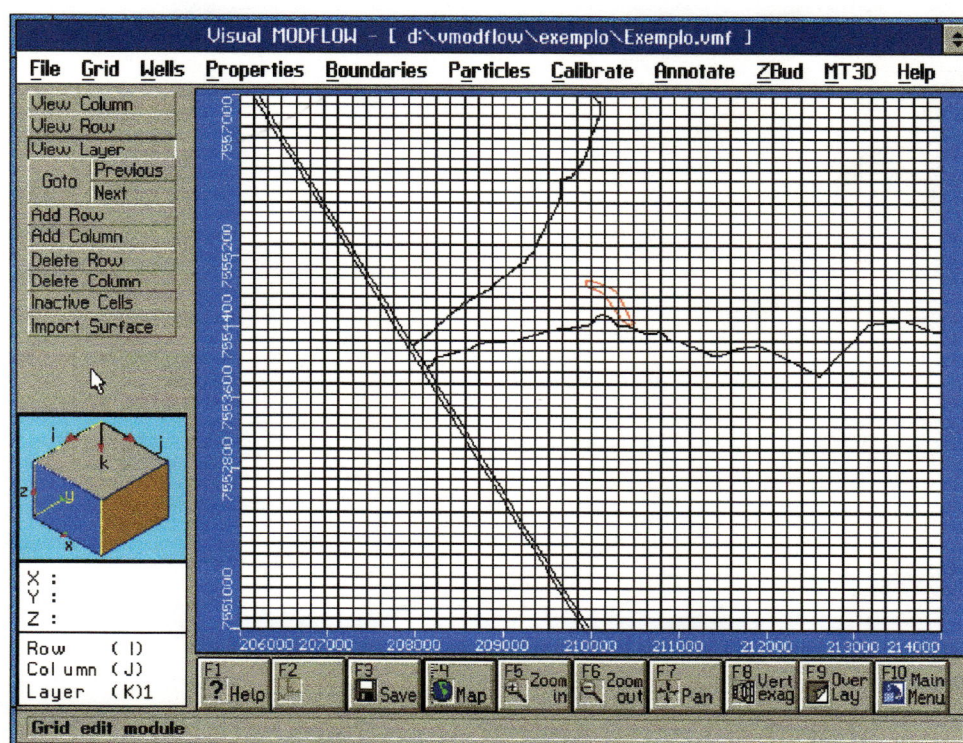 Visual MODFLOW - [ d:\vmodflow\exemplo\Exemplo.vmf ]
File Grid Wells Properties Boundaries Particles Calibrate Annotate ZBud MT3D Help
View Column
View Row
View Layer
Goto Previous
Next
Add Row
Add Column
Delete Row
Delete Column
Inactive Cells
Import Surface
7557000
7555200
7554400
7553600
7552800
7551000
i
j
k
z
y
x
X :
Y :
Z :
Row (I)
Column (J)
Layer (K)1
206000 207000 208000 209000 210000 211000 212000 213000 214000
F1 ? Help
F2
F3 Save
F4 Map
F5 Zoom in
F6 Zoom out
F7 Pan
F8 Vert exag
F9 Over Lay
F10 Main Menu
Grid edit module